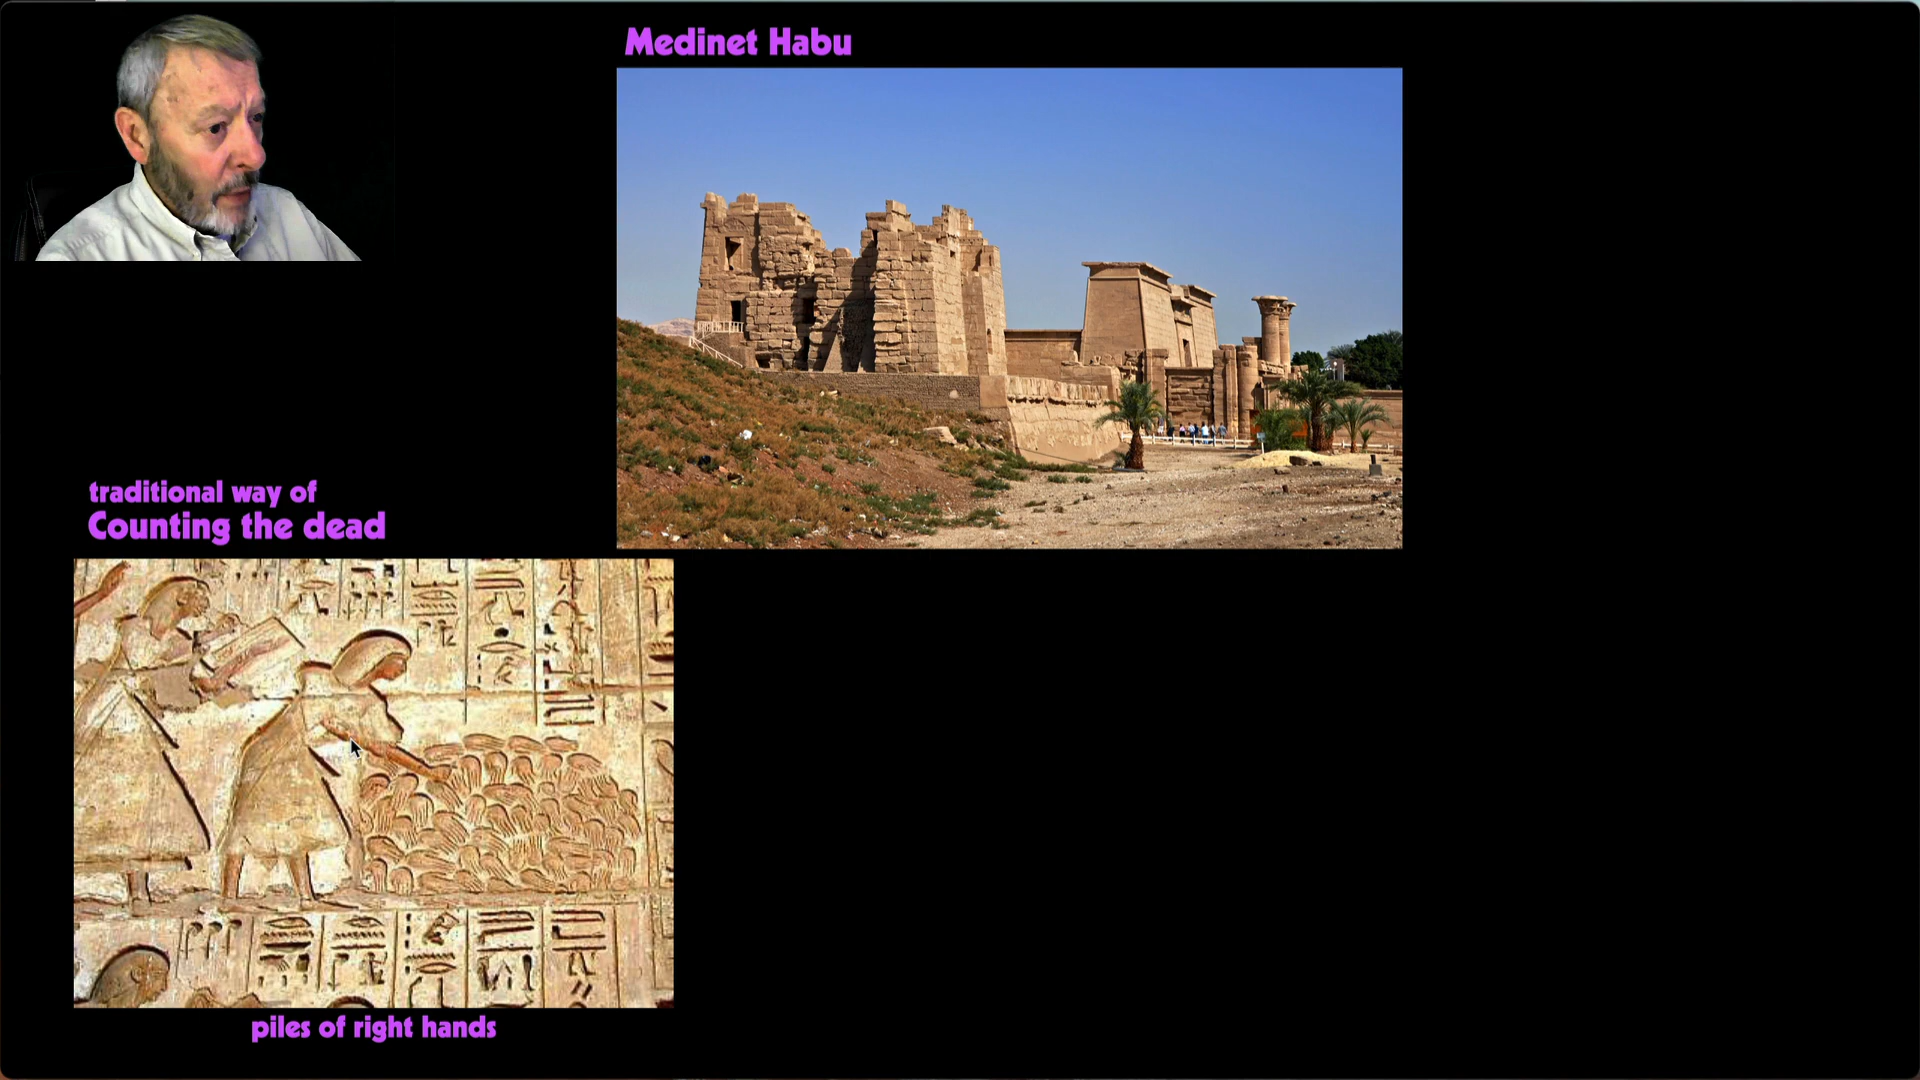 Medinet Habu
traditional way of
Counting the dead
piles of right hands